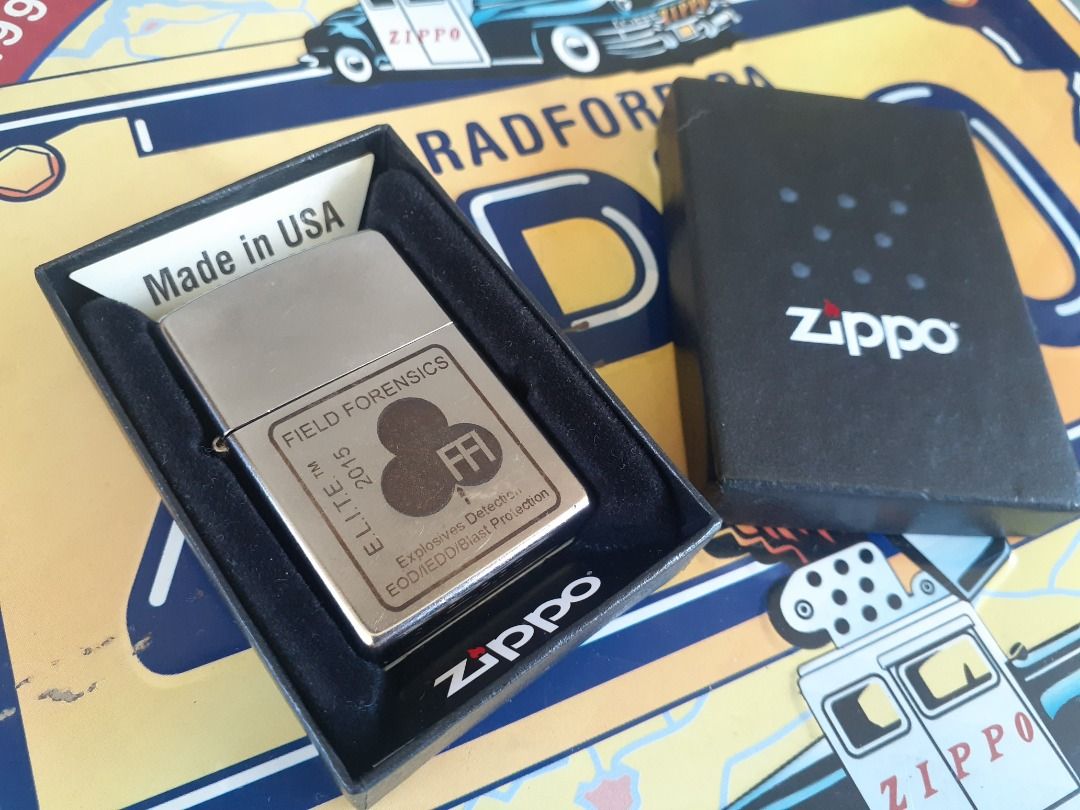 199
ZIPPO
RADFORD
Made in USA
zippo
FIELD FORENSICS
E.L.I.T.E.™
2015
FFI
Explosives Detection
EOD/IEDD/Blast Protection
zippo
ZIPPO